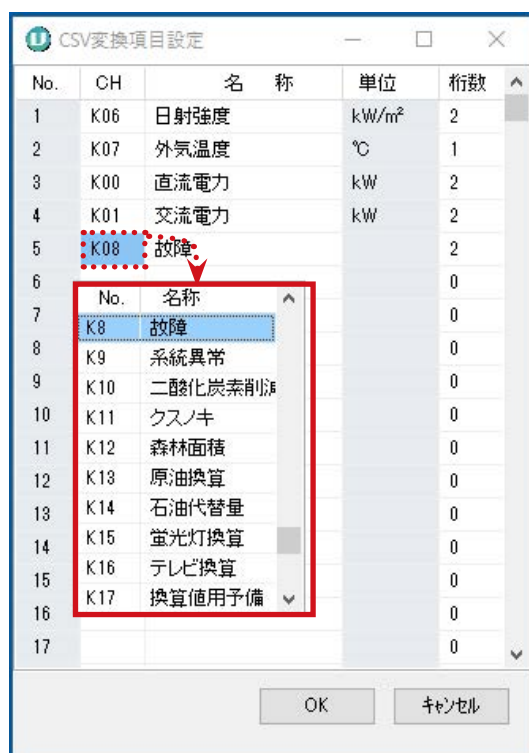 CSV変換項目設定
No. CH 名 称 単位 桁数
1 K06 日射強度 kW/m² 2
2 K07 外気温度 ℃ 1
3 K00 直流電力 kW 2
4 K01 交流電力 kW 2
5 K08 故障 2
6 0
No. 名称
7 0
K8 故障
8 0
K9 系統異常
9 0
K10 二酸化炭素削減
10 0
K11 クスノキ
11 0
K12 森林面積
12 0
K13 原油換算
13 0
K14 石油代替量
14 0
K15 蛍光灯換算
15 0
K16 テレビ換算
K17 換算値用予備
16 0
17 0
OK キャンセル